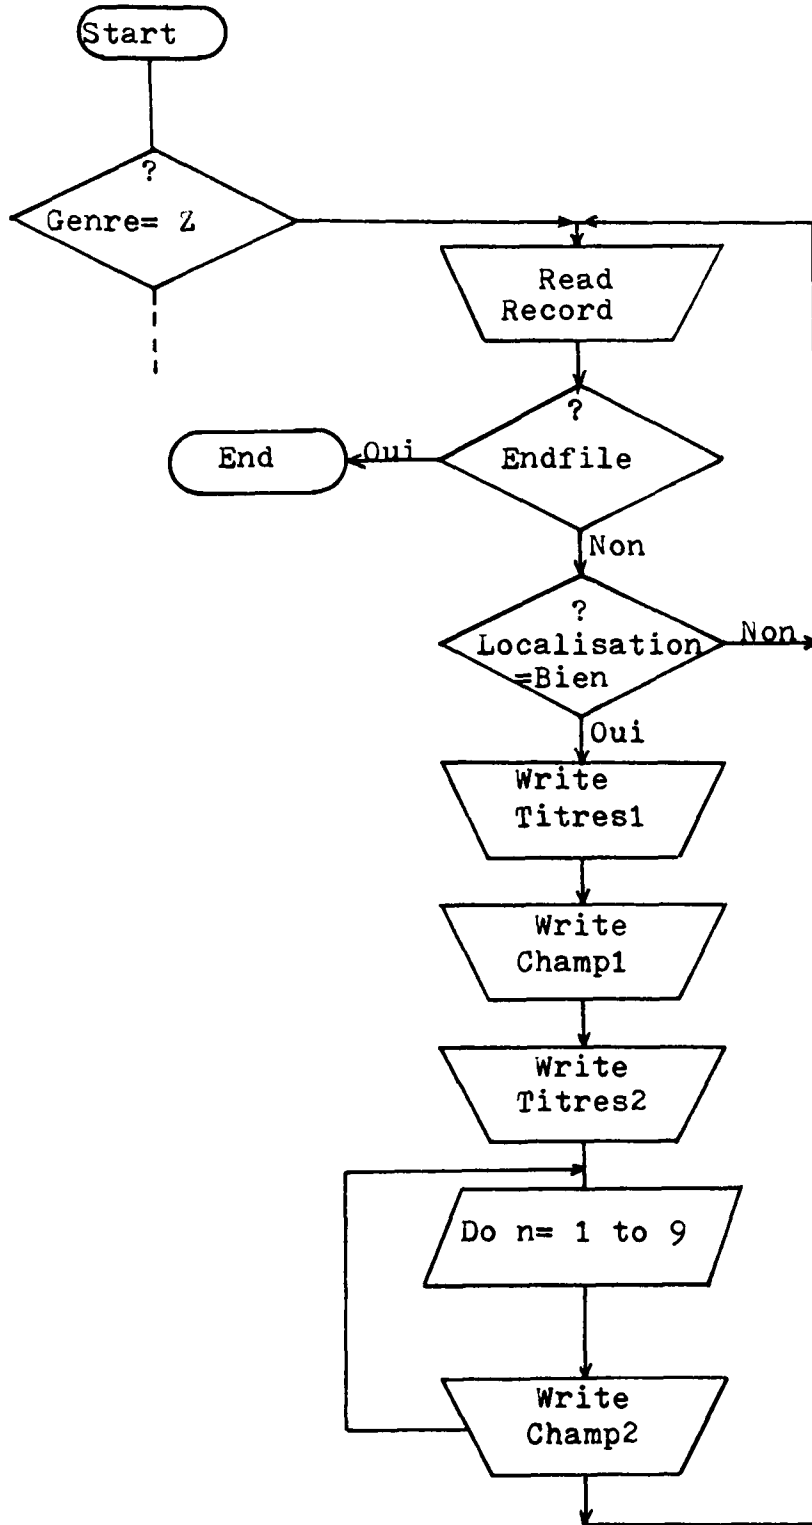 Start
?
Genre= Z
Read
Record
?
Endfile
Oui
End
Non
?
Localisation
=Bien
Non
Oui
Write
Titres1
Write
Champ1
Write
Titres2
Do n= 1 to 9
Write
Champ2